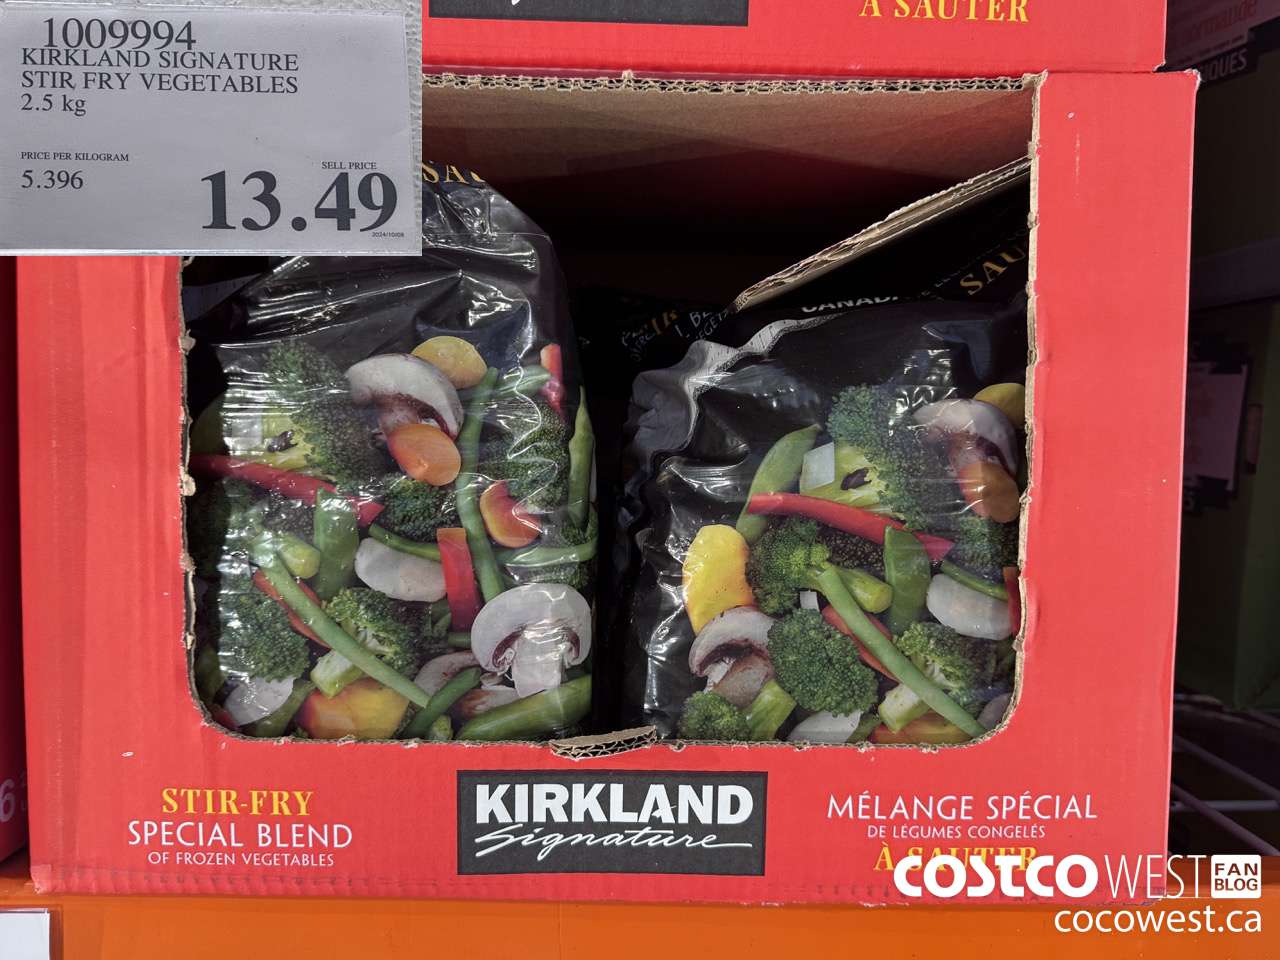 À SAUTER
1009994
KIRKLAND SIGNATURE
STIR FRY VEGETABLES
2.5 kg
PRICE PER KILOGRAM
5.396
SELL PRICE
13.49
2024/10/08
SAU
CANADA
STIR-FRY
SPECIAL BLEND
OF FROZEN VEGETABLES
KIRKLAND
Signature
MÉLANGE SPÉCIAL
DE LÉGUMES CONGELÉS
À SAUTER
COSTCO WEST FAN BLOG
cocowest.ca